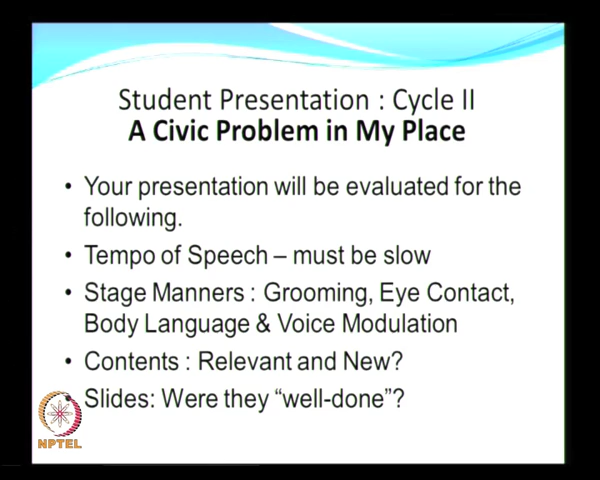 Student Presentation : Cycle II
A Civic Problem in My Place
• Your presentation will be evaluated for the
following.
• Tempo of Speech – must be slow
• Stage Manners : Grooming, Eye Contact,
Body Language & Voice Modulation
• Contents : Relevant and New?
Slides: Were they “well-done”?
NPTEL